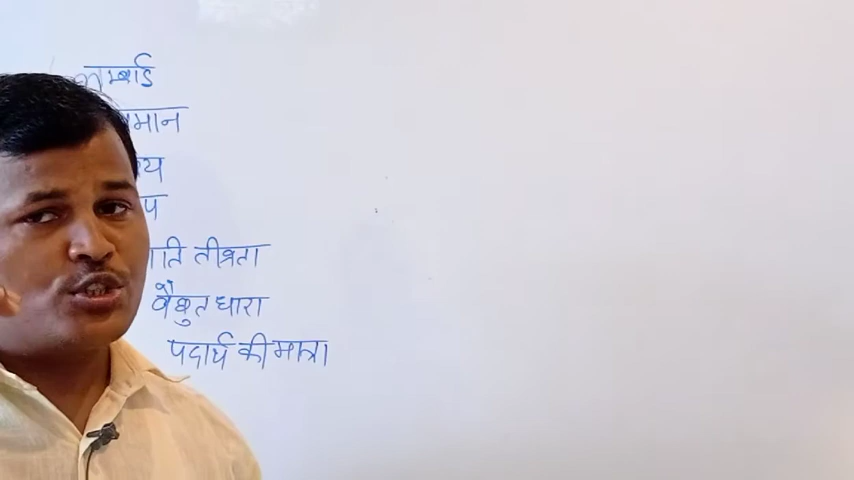 म्बाई
मान
य
प
ति तीव्रता
वैधुत धारा
पदार्थ की मात्रा